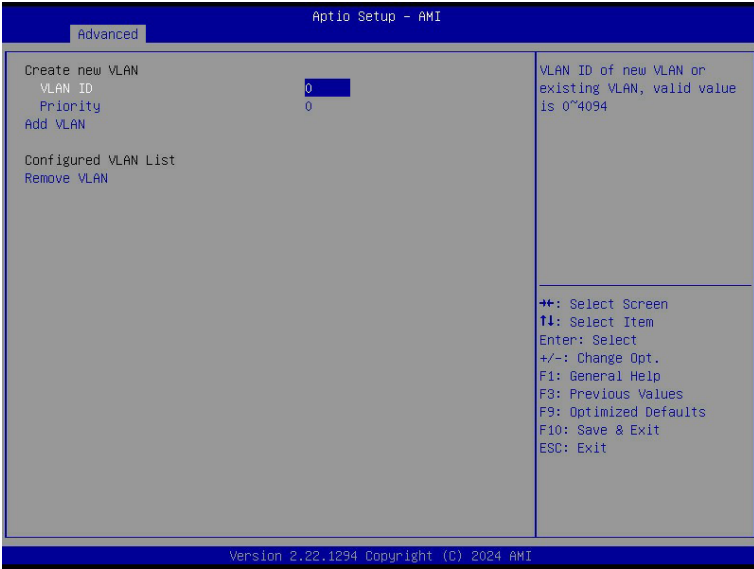 Aptio Setup – AMI
Advanced
Create new VLAN
VLAN ID 0
Priority 0
Add VLAN
Configured VLAN List
Remove VLAN
VLAN ID of new VLAN or
existing VLAN, valid value
is 0~4094
→←: Select Screen
↑↓: Select Item
Enter: Select
+/-: Change Opt.
F1: General Help
F3: Previous Values
F9: Optimized Defaults
F10: Save & Exit
ESC: Exit
Version 2.22.1294 Copyright (C) 2024 AMI